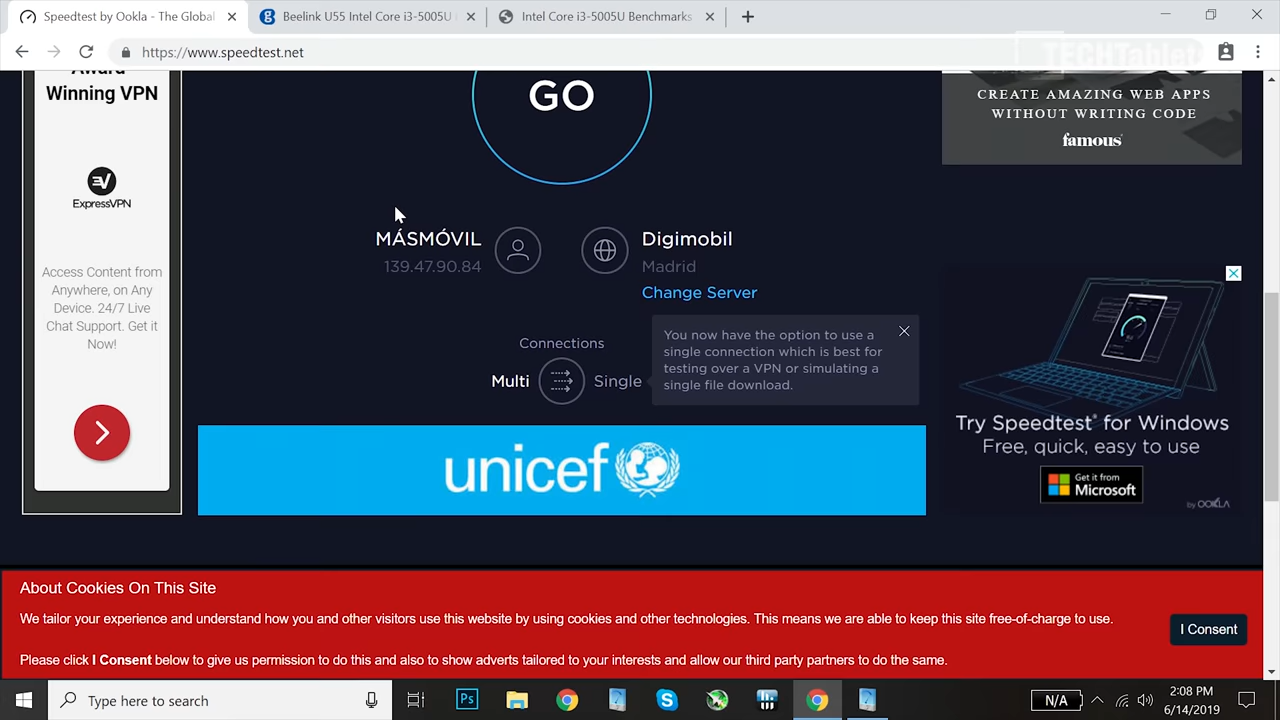 Speedtest by Ookla - The Global
Beelink U55 Intel Core i3-5005U
Intel Core i3-5005U Benchmarks
https://www.speedtest.net
TECHTablet
Award-
Winning VPN
ExpressVPN
Access Content from
Anywhere, on Any
Device. 24/7 Live
Chat Support. Get it
Now!
GO
MÁSMÓVIL
139.47.90.84
Digimobil
Madrid
Change Server
Connections
Multi
Single
You now have the option to use a
single connection which is best for
testing over a VPN or simulating a
single file download.
unicef
CREATE AMAZING WEB APPS
WITHOUT WRITING CODE
famous
Try Speedtest® for Windows
Free, quick, easy to use
Get it from
Microsoft
by OOKLA
About Cookies On This Site
We tailor your experience and understand how you and other visitors use this website by using cookies and other technologies. This means we are able to keep this site free-of-charge to use.
Please click I Consent below to give us permission to do this and also to show adverts tailored to your interests and allow our third party partners to do the same.
I Consent
Type here to search
Ps
N/A
2:08 PM
6/14/2019